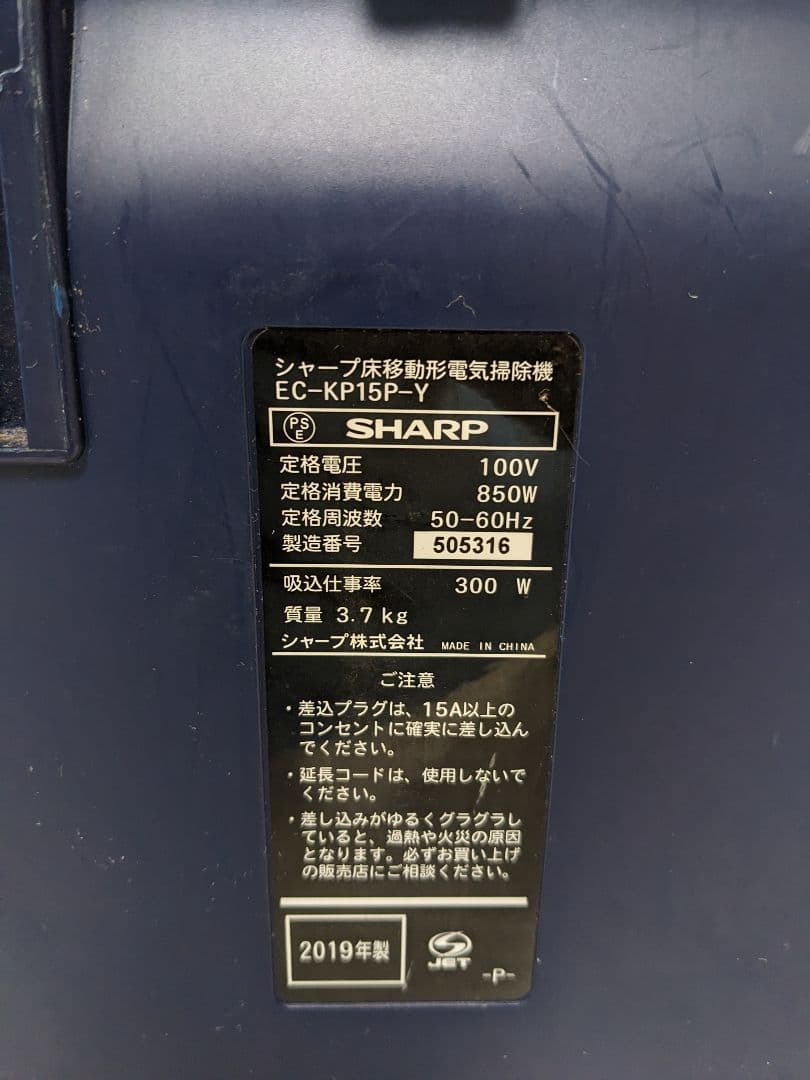 シャープ床移動形電気掃除機
EC-KP15P-Y
PS
E
SHARP
定格電圧 100V
定格消費電力 850W
定格周波数 50-60Hz
製造番号 505316
吸込仕事率 300 W
質量 3.7kg
シャープ株式会社 MADE IN CHINA
ご注意
・差込プラグは、15A以上の
コンセントに確実に差し込ん
でください。
・延長コードは、使用しないで
ください。
・差し込みがゆるくグラグラし
ていると、過熱や火災の原因
となります。必ずお買い上げ
の販売店にご相談ください。
2019年製
JET
-P-